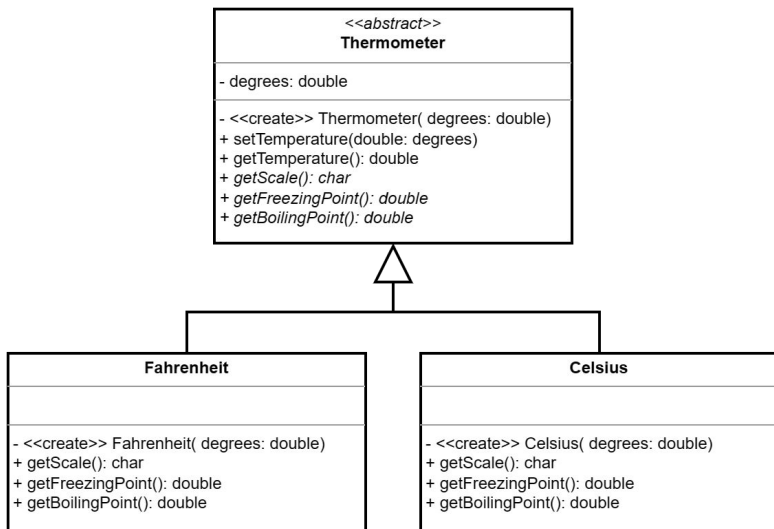 <<abstract>>
Thermometer
- degrees: double
- <<create>> Thermometer( degrees: double)
+ setTemperature(double: degrees)
+ getTemperature(): double
+ getScale(): char
+ getFreezingPoint(): double
+ getBoilingPoint(): double
Fahrenheit
- <<create>> Fahrenheit( degrees: double)
+ getScale(): char
+ getFreezingPoint(): double
+ getBoilingPoint(): double
Celsius
- <<create>> Celsius( degrees: double)
+ getScale(): char
+ getFreezingPoint(): double
+ getBoilingPoint(): double